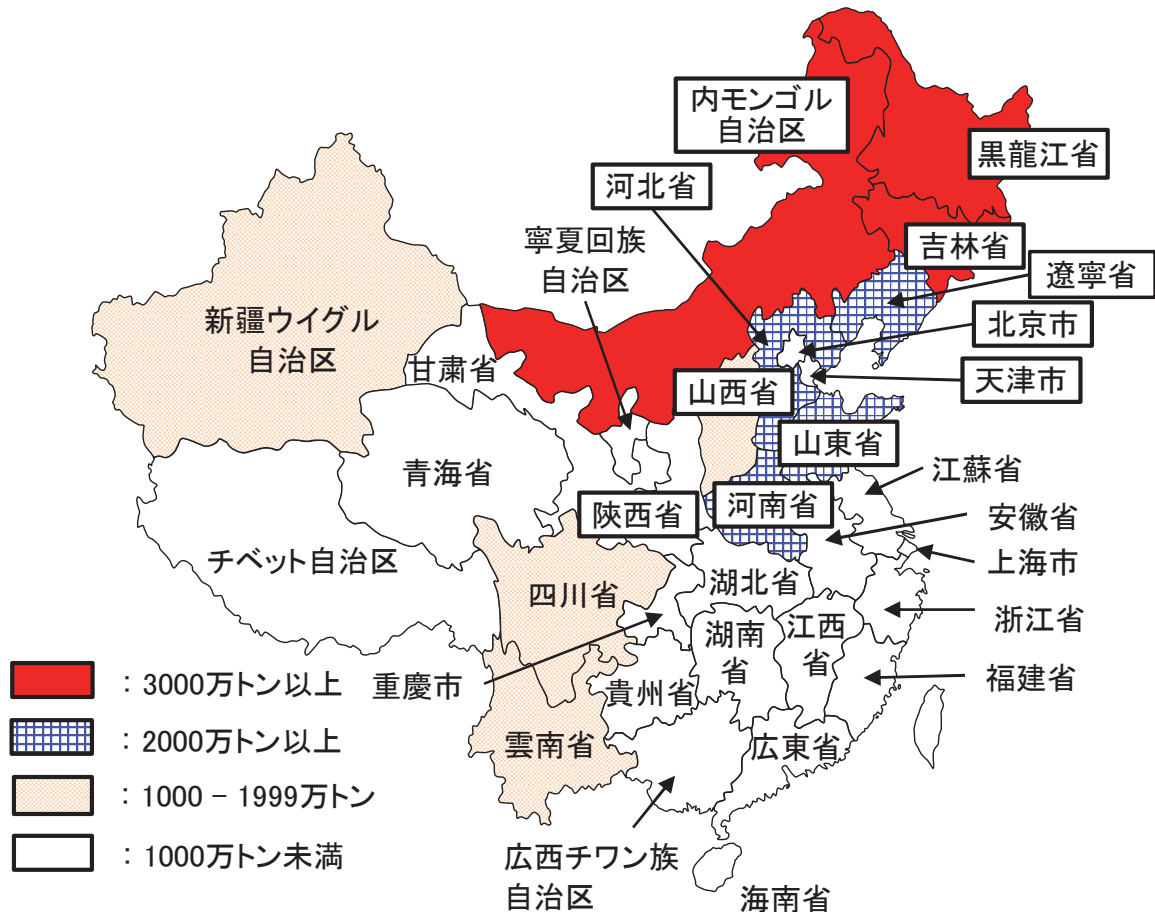 内モンゴル
自治区
黒龍江省
河北省
寧夏回族
自治区
吉林省
遼寧省
新疆ウイグル
自治区
北京市
甘粛省
天津市
山西省
山東省
青海省
江蘇省
陝西省
河南省
安徽省
チベット自治区
上海市
四川省
湖北省
浙江省
湖南
省
江西
省
重慶市
貴州省
福建省
雲南省
広東省
広西チワン族
自治区
海南省
：3000万トン以上
：2000万トン以上
：1000 – 1999万トン
：1000万トン未満